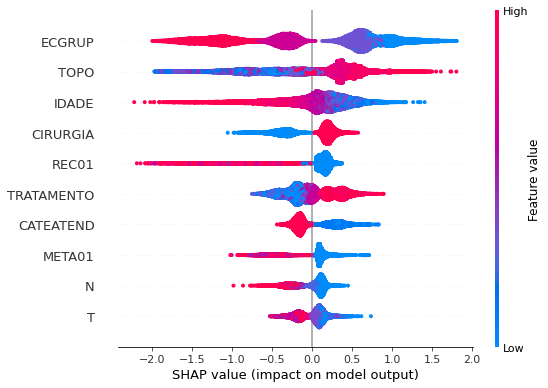 High
ECGRUP
TOPO
IDADE
CIRURGIA
REC01
TRATAMENTO
CATEATEND
META01
N
T
Feature value
Low
−2.0 −1.5 −1.0 −0.5 0.0 0.5 1.0 1.5 2.0
SHAP value (impact on model output)